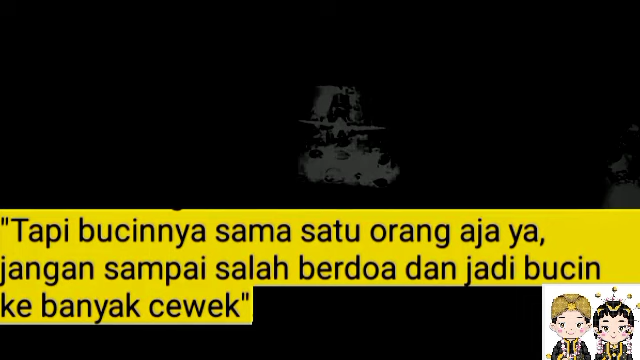 "Tapi bucinnya sama satu orang aja ya,
jangan sampai salah berdoa dan jadi bucin
ke banyak cewek"